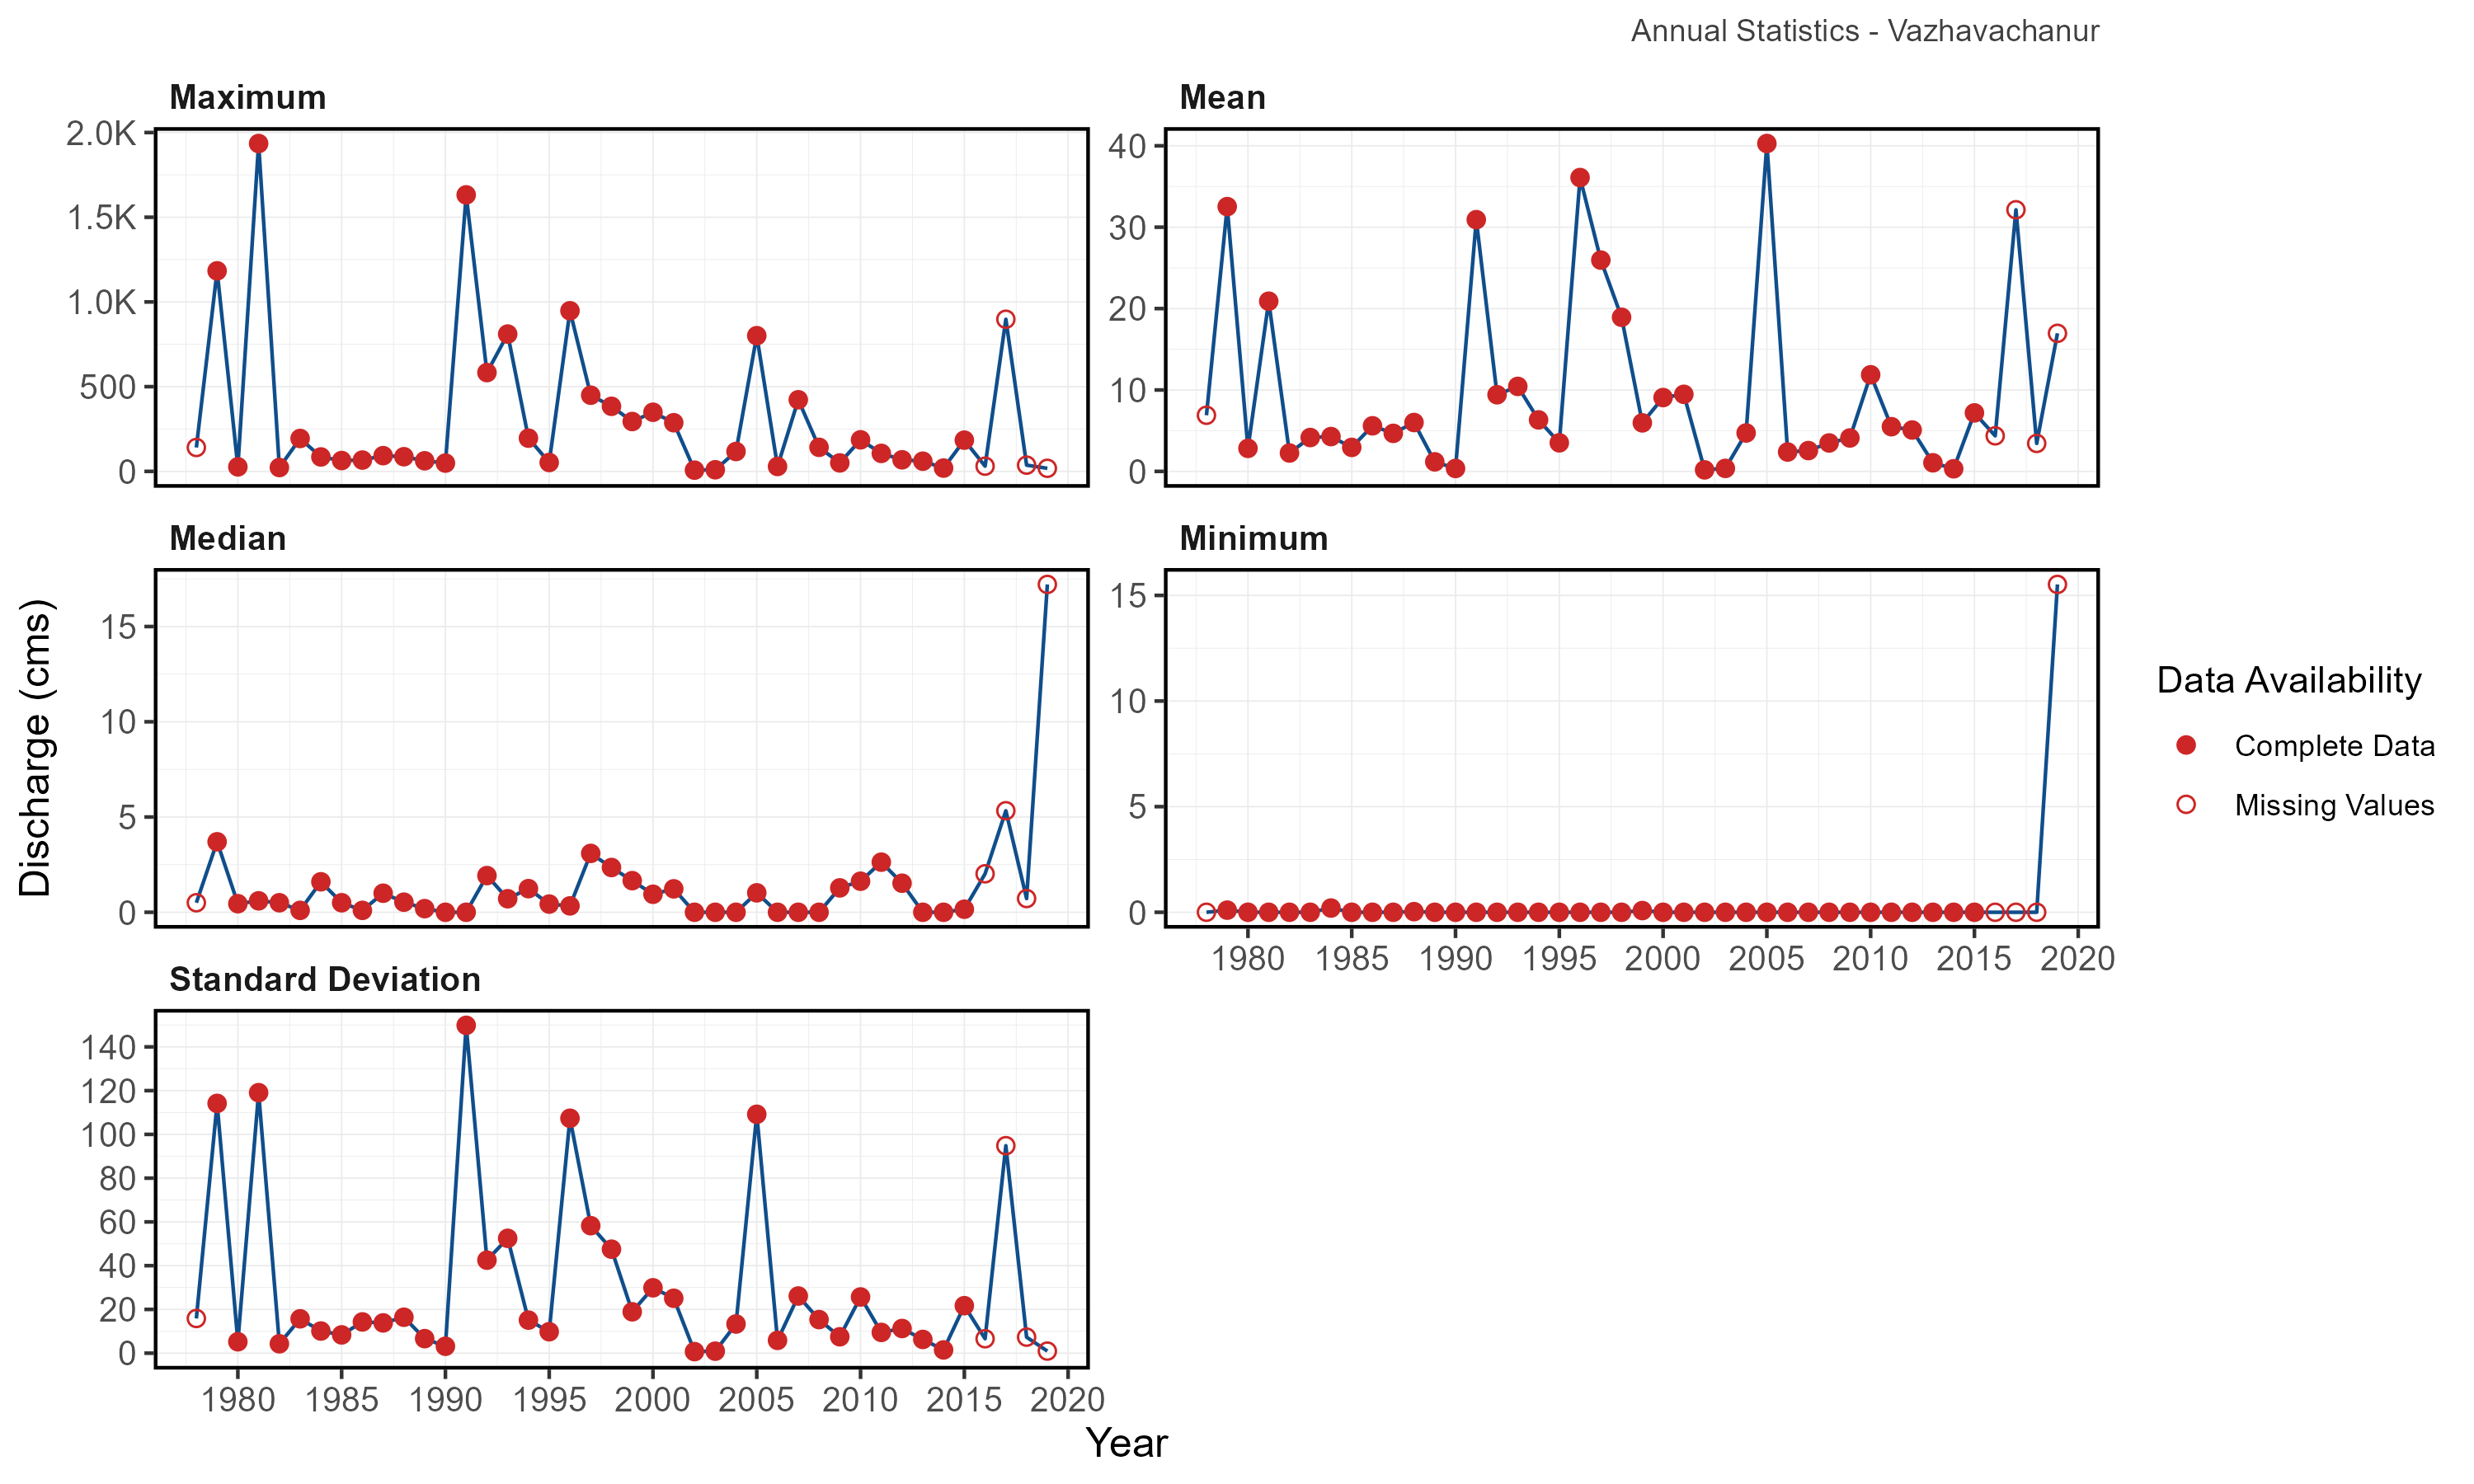 Annual Statistics - Vazhavachanur
Maximum
2.0K
1.5K
1.0K
500
0
Mean
40
30
20
10
0
Median
15
10
5
0
Minimum
15
10
5
0
1980 1985 1990 1995 2000 2005 2010 2015 2020
Standard Deviation
140
120
100
80
60
40
20
0
1980 1985 1990 1995 2000 2005 2010 2015 2020
Discharge (cms)
Year
Data Availability
Complete Data
Missing Values